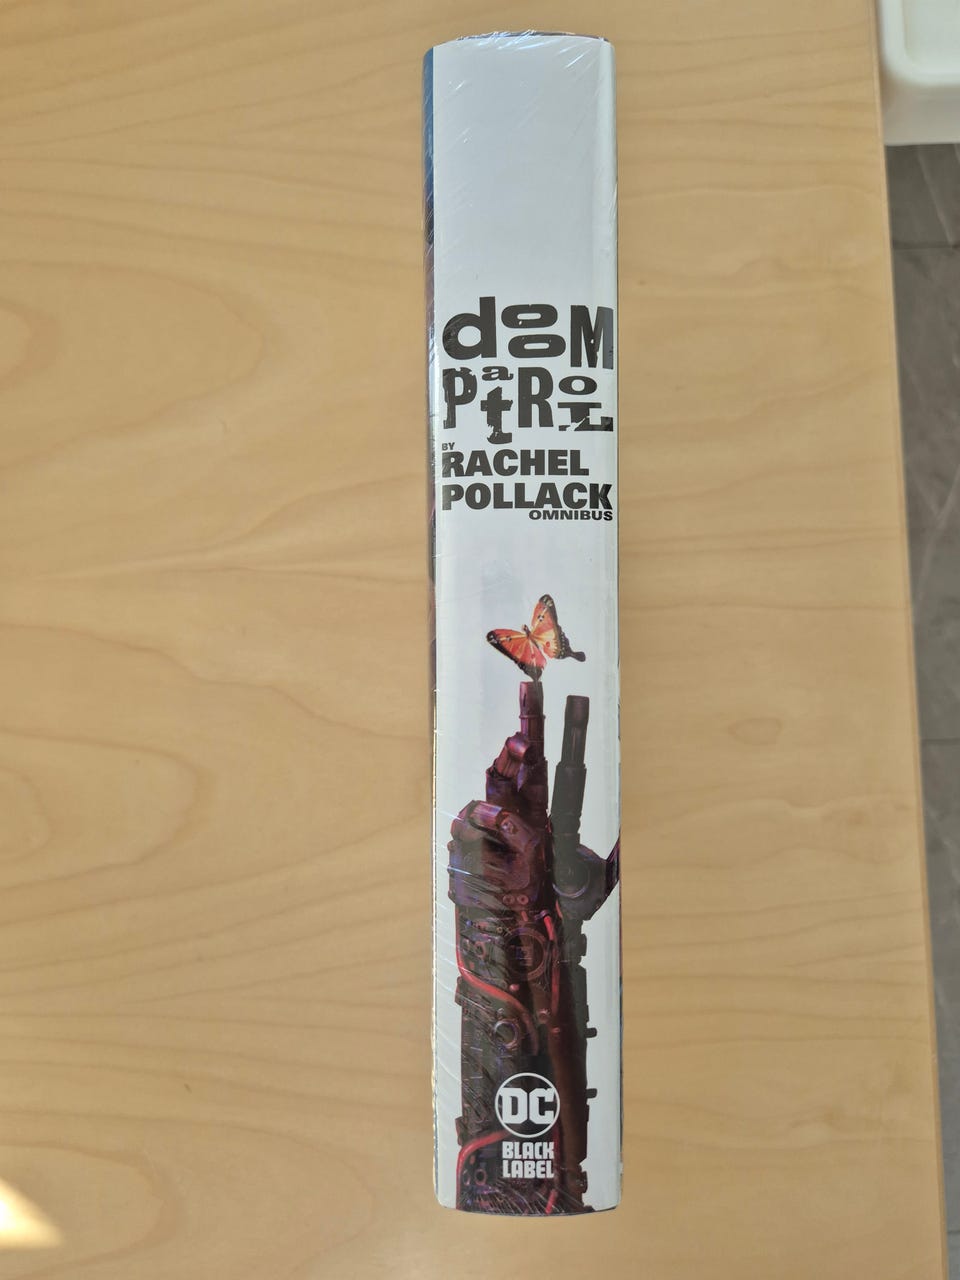 dooM
PatRoL
BY
RACHEL
POLLACK
OMNIBUS
DC
BLACK
LABEL